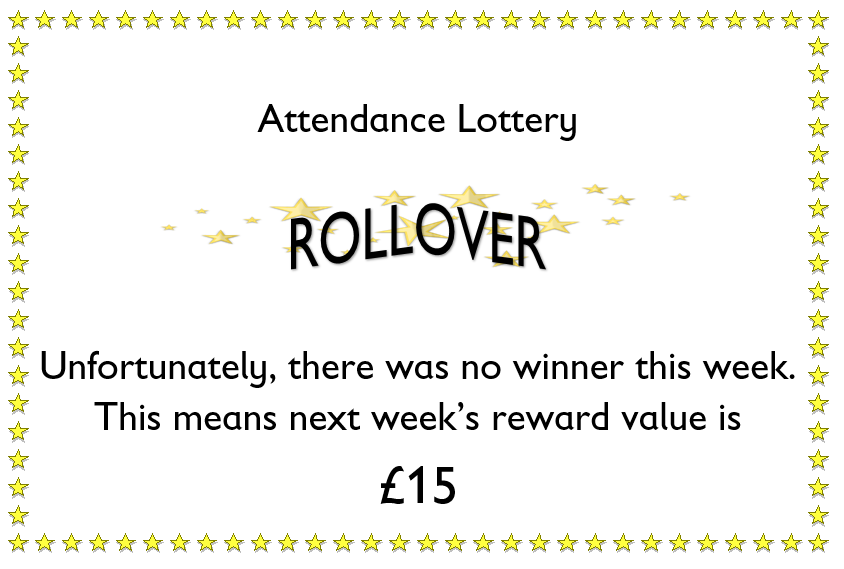 Attendance Lottery
ROLLOVER
Unfortunately, there was no winner this week.
This means next week’s reward value is
£15